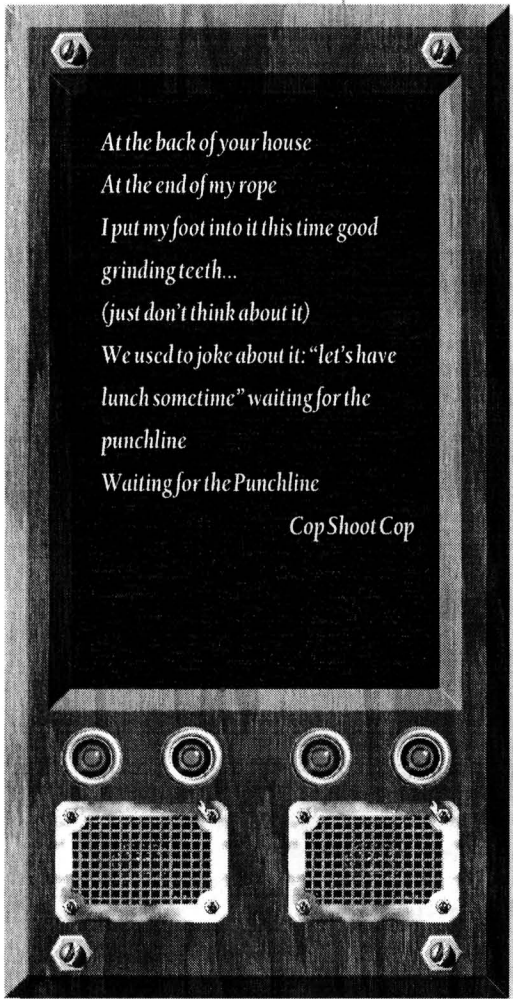 At the back of your house
At the end of my rope
I put my foot into it this time good
grinding teeth...
(just don't think about it)
We used to joke about it: “let's have
lunch sometime” waiting for the
punchline
Waiting for the Punchline
Cop Shoot Cop